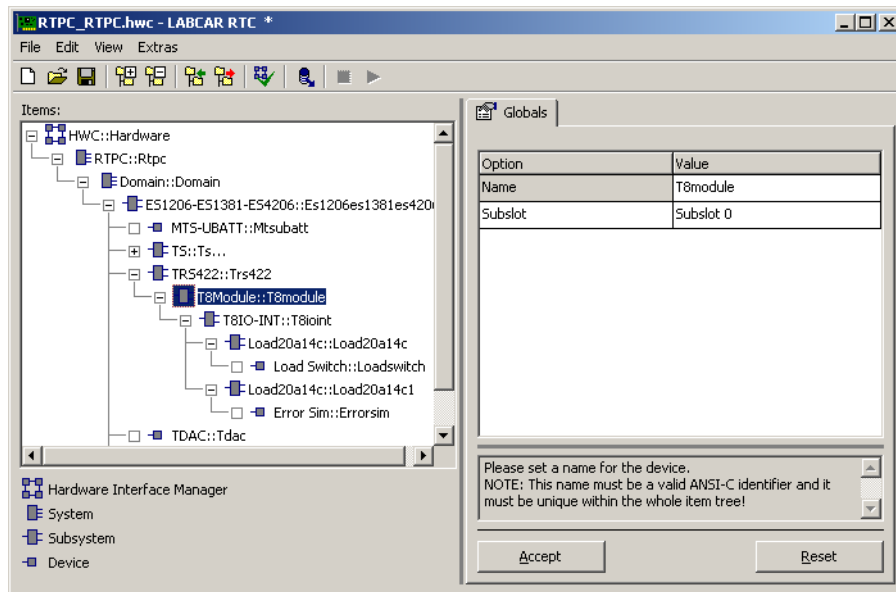 RTPC_RTPC.hwc - LABCAR RTC *
File Edit View Extras
Items:
HWC::Hardware
RTPC::Rtpc
Domain::Domain
ES1206-ES1381-ES4206::Es1206es1381es420
MTS-UBATT::Mtsubatt
TS::Ts...
TRS422::Trs422
T8Module::T8module
T8IO-INT::T8ioint
Load20a14c::Load20a14c
Load Switch::Loadswitch
Load20a14c::Load20a14c1
Error Sim::Errorsim
TDAC::Tdac
Hardware Interface Manager
System
Subsystem
Device
Globals
Option Value
Name T8module
Subslot Subslot 0
Please set a name for the device.
NOTE: This name must be a valid ANSI-C identifier and it
must be unique within the whole item tree!
Accept Reset